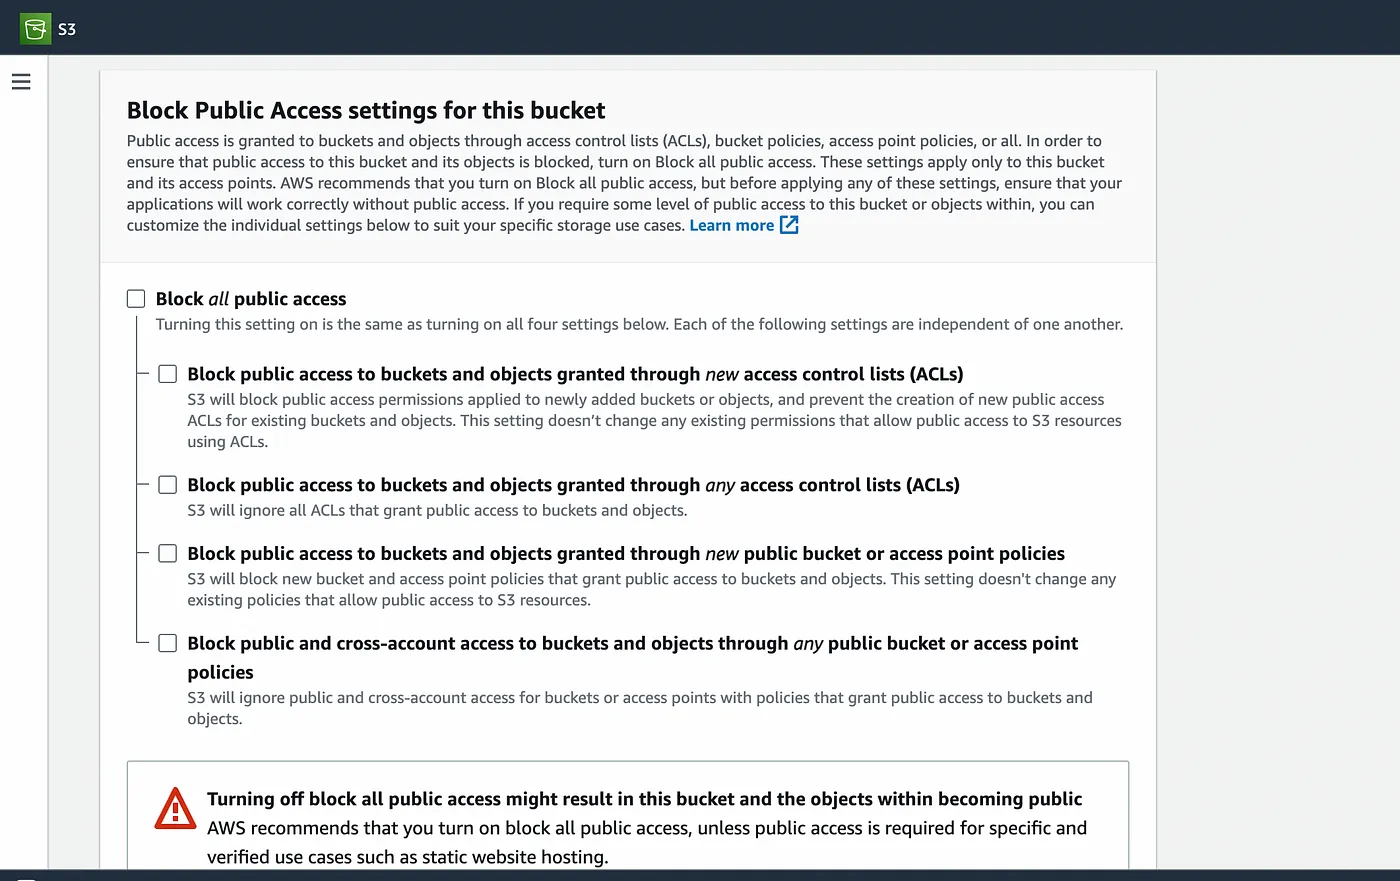 S3
Block Public Access settings for this bucket
Public access is granted to buckets and objects through access control lists (ACLs), bucket policies, access point policies, or all. In order to
ensure that public access to this bucket and its objects is blocked, turn on Block all public access. These settings apply only to this bucket
and its access points. AWS recommends that you turn on Block all public access, but before applying any of these settings, ensure that your
applications will work correctly without public access. If you require some level of public access to this bucket or objects within, you can
customize the individual settings below to suit your specific storage use cases. Learn more
Block all public access
Turning this setting on is the same as turning on all four settings below. Each of the following settings are independent of one another.
Block public access to buckets and objects granted through new access control lists (ACLs)
S3 will block public access permissions applied to newly added buckets or objects, and prevent the creation of new public access
ACLs for existing buckets and objects. This setting doesn’t change any existing permissions that allow public access to S3 resources
using ACLs.
Block public access to buckets and objects granted through any access control lists (ACLs)
S3 will ignore all ACLs that grant public access to buckets and objects.
Block public access to buckets and objects granted through new public bucket or access point policies
S3 will block new bucket and access point policies that grant public access to buckets and objects. This setting doesn't change any
existing policies that allow public access to S3 resources.
Block public and cross-account access to buckets and objects through any public bucket or access point
policies
S3 will ignore public and cross-account access for buckets or access points with policies that grant public access to buckets and
objects.
Turning off block all public access might result in this bucket and the objects within becoming public
AWS recommends that you turn on block all public access, unless public access is required for specific and
verified use cases such as static website hosting.